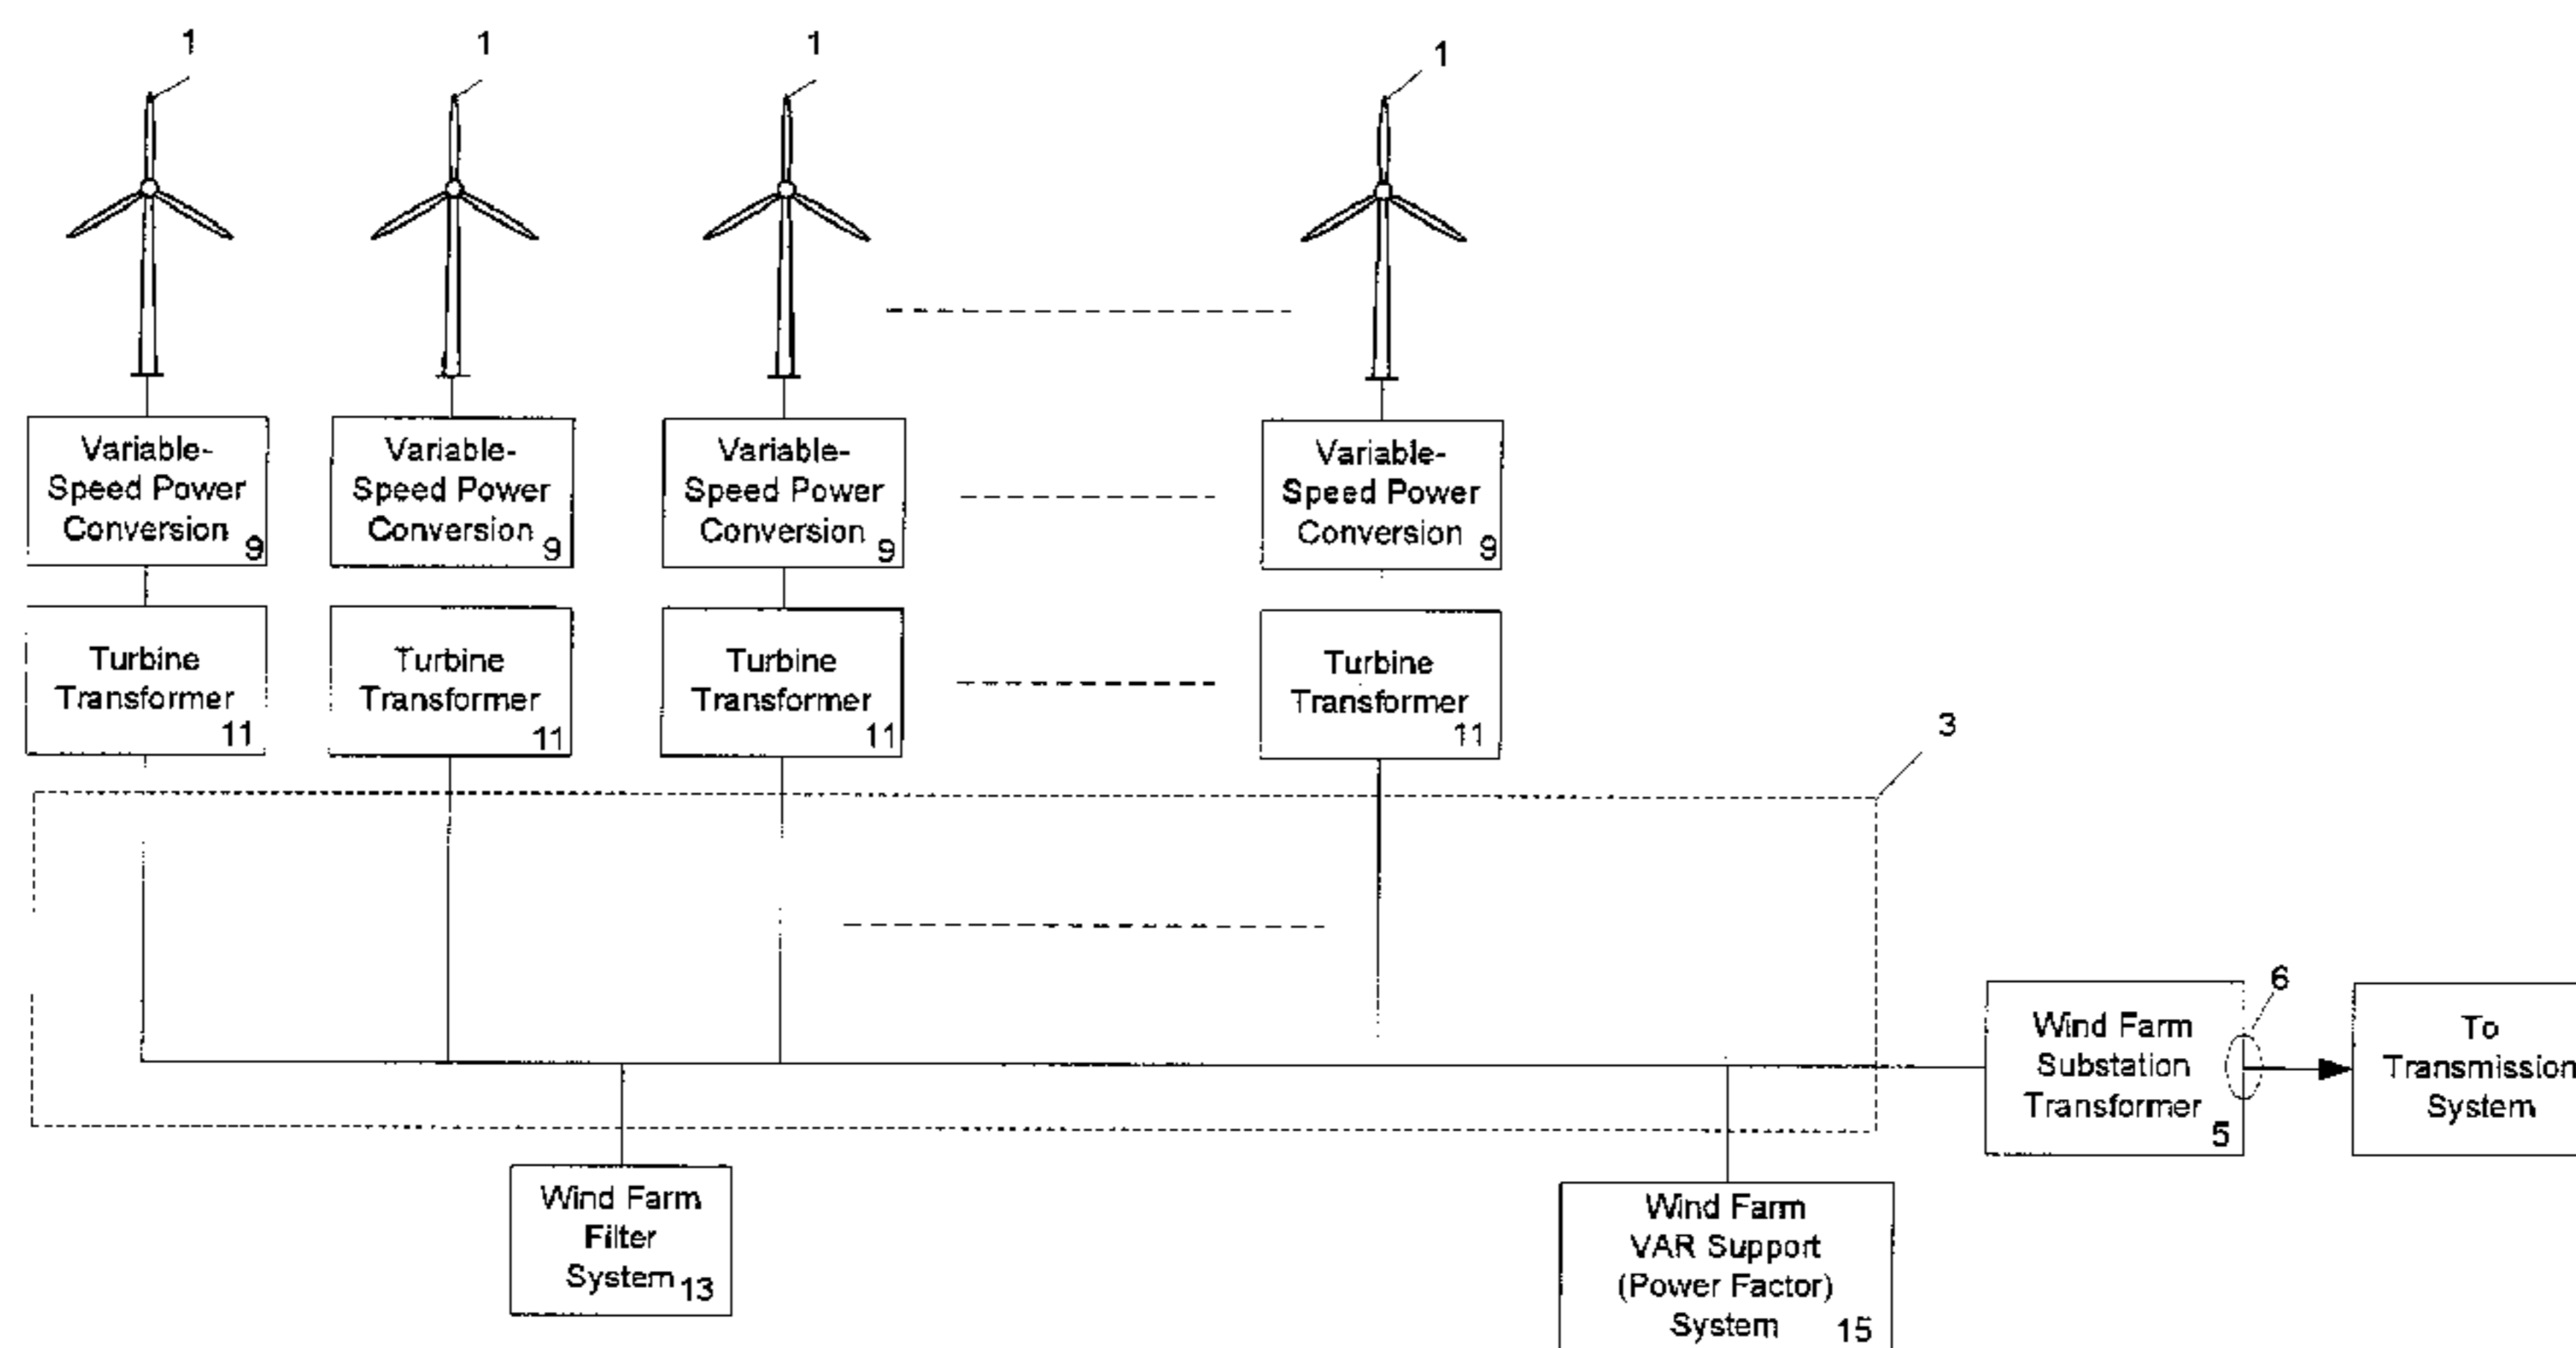 1
1
1
1
Variable-
Speed Power
Conversion
9
Variable-
Speed Power
Conversion
9
Variable-
Speed Power
Conversion
9
Variable-
Speed Power
Conversion
9
Turbine
Transformer
11
Turbine
Transformer
11
Turbine
Transformer
11
Turbine
Transformer
11
3
6
Wind Farm
Substation
Transformer
5
To
Transmission
System
Wind Farm
Filter
System
13
Wind Farm
VAR Support
(Power Factor)
System
15